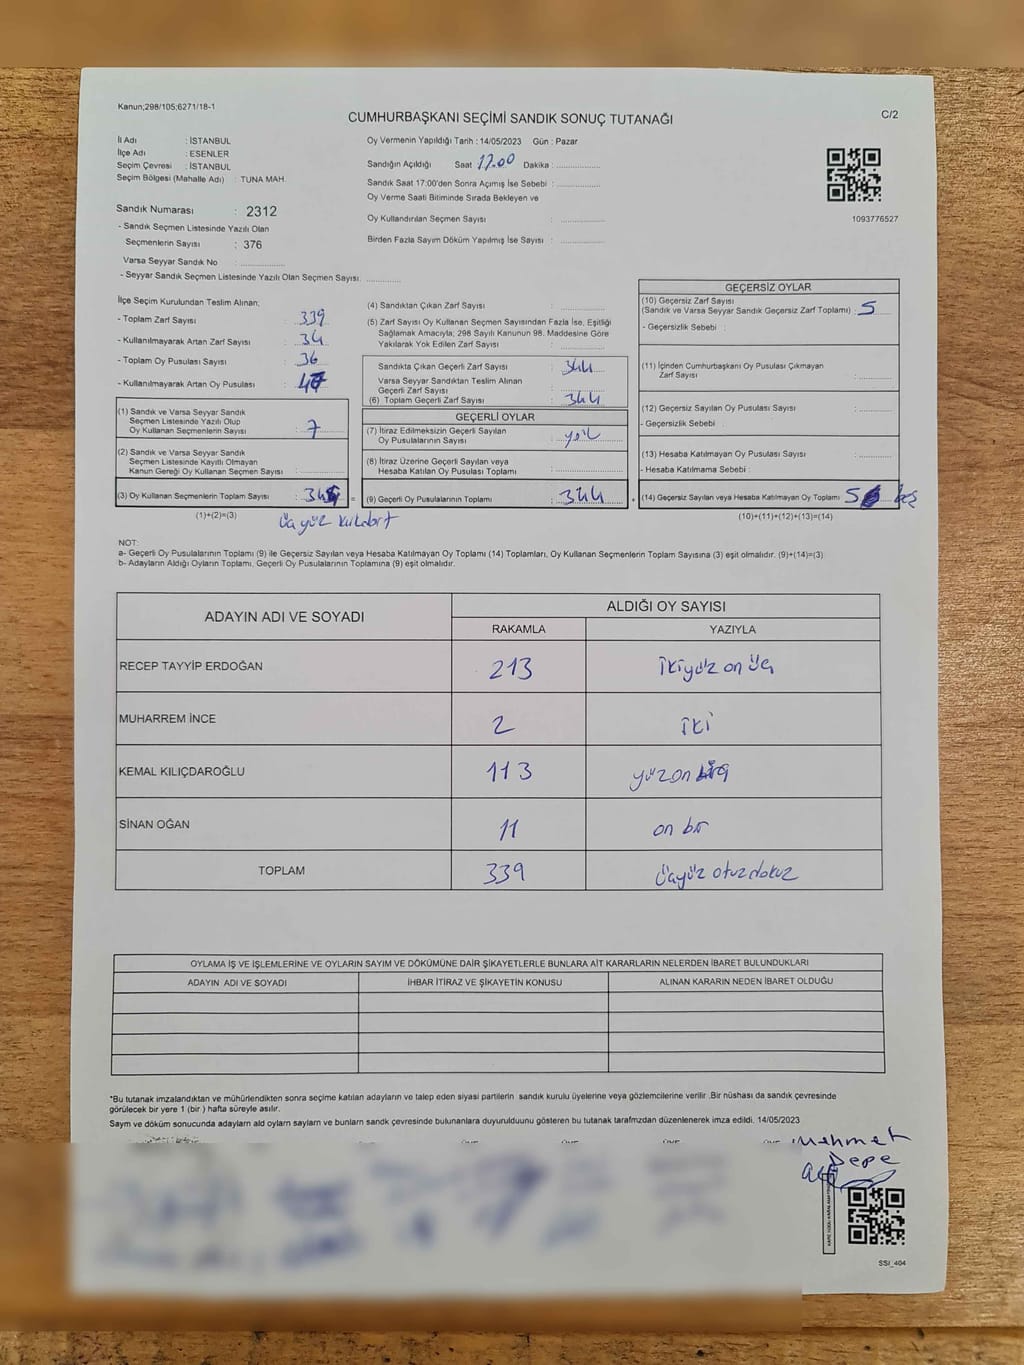 Kanun;298/105;6271/18-1
CUMHURBAŞKANI SEÇİMİ SANDIK SONUÇ TUTANAĞI
C/2
İl Adı : İSTANBUL
İlçe Adı : ESENLER
Seçim Çevresi : İSTANBUL
Seçim Bölgesi (Mahalle Adı) : TUNA MAH.
Sandık Numarası : 2312
- Sandık Seçmen Listesinde Yazılı Olan
Seçmenlerin Sayısı : 376
Varsa Seyyar Sandık No :
- Seyyar Sandık Seçmen Listesinde Yazılı Olan Seçmen Sayısı:
Oy Vermenin Yapıldığı Tarih : 14/05/2023 Gün : Pazar
Sandığın Açıldığı Saat 17.00 Dakika :
Sandık Saat 17:00'den Sonra Açımış İse Sebebi :
Oy Verme Saati Bitiminde Sırada Bekleyen ve
Oy Kullandırılan Seçmen Sayısı :
Birden Fazla Sayım Döküm Yapılmış İse Sayısı :
1093776527
İlçe Seçim Kurulundan Teslim Alınan;
- Toplam Zarf Sayısı : 339
- Kullanılmayarak Artan Zarf Sayısı : 34
- Toplam Oy Pusulası Sayısı : 36
- Kullanılmayarak Artan Oy Pusulası :
(1) Sandık ve Varsa Seyyar Sandık
Seçmen Listesinde Yazılı Olup
Oy Kullanan Seçmenlerin Sayısı : 7
(2) Sandık ve Varsa Seyyar Sandık
Seçmen Listesinde Kayıtlı Olmayan
Kanun Gereği Oy Kullanan Seçmen Sayısı :
(3) Oy Kullanan Seçmenlerin Toplam Sayısı :
(1)+(2)=(3)
(4) Sandıktan Çıkan Zarf Sayısı :
(5) Zarf Sayısı Oy Kullanan Seçmen Sayısından Fazla İse, Eşitliği
Sağlamak Amacıyla; 298 Sayılı Kanunun 98. Maddesine Göre
Yakılarak Yok Edilen Zarf Sayısı :
Sandıkta Çıkan Geçerli Zarf Sayısı : 344
Varsa Seyyar Sandıktan Teslim Alınan
Geçerli Zarf Sayısı :
(6) Toplam Geçerli Zarf Sayısı : 344
GEÇERLİ OYLAR
(7) İtiraz Edilmeksizin Geçerli Sayılan
Oy Pusulalarının Sayısı : yok
(8) İtiraz Üzerine Geçerli Sayılan veya
Hesaba Katılan Oy Pusulası Toplamı :
= (9) Geçerli Oy Pusulalarının Toplamı : 344
GEÇERSİZ OYLAR
(10) Geçersiz Zarf Sayısı
(Sandık ve Varsa Seyyar Sandık Geçersiz Zarf Toplamı) : 5
- Geçersizlik Sebebi :
(11) İçinden Cumhurbaşkanı Oy Pusulası Çıkmayan
Zarf Sayısı :
(12) Geçersiz Sayılan Oy Pusulası Sayısı :
- Geçersizlik Sebebi :
(13) Hesaba Katılmayan Oy Pusulası Sayısı :
- Hesaba Katılmama Sebebi :
+ (14) Geçersiz Sayılan veya Hesaba Katılmayan Oy Toplamı 5 beş
(10)+(11)+(12)+(13)=(14)
NOT:
a- Geçerli Oy Pusulalarının Toplamı (9) ile Geçersiz Sayılan veya Hesaba Katılmayan Oy Toplamı (14) Toplamları, Oy Kullanan Seçmenlerin Toplam Sayısına (3) eşit olmalıdır. (9)+(14)=(3)
b- Adayların Aldığı Oyların Toplamı, Geçerli Oy Pusulalarının Toplamına (9) eşit olmalıdır.
ADAYIN ADI VE SOYADI
ALDIĞI OY SAYISI
RAKAMLA YAZIYLA
RECEP TAYYİP ERDOĞAN 213 ikiyüz on üç
MUHARREM İNCE 2 iki
KEMAL KILIÇDAROĞLU 113 yüzon
SİNAN OĞAN 11 on bir
TOPLAM 339 üçyüz otuzdokuz
OYLAMA İŞ VE İŞLEMLERİNE VE OYLARIN SAYIM VE DÖKÜMÜNE DAİR ŞİKAYETLERLE BUNLARA AİT KARARLARIN NELERDEN İBARET BULUNDUKLARI
ADAYIN ADI VE SOYADI İHBAR İTİRAZ VE ŞİKAYETİN KONUSU ALINAN KARARIN NEDEN İBARET OLDUĞU
*Bu tutanak imzalandıktan ve mühürlendikten sonra seçime katılan adayların ve talep eden siyasi partilerin sandık kurulu üyelerine veya gözlemcilerine verilir .Bir nüshası da sandık çevresinde
görülecek bir yere 1 (bir ) hafta süreyle asılır.
Saym ve döküm sonucunda adayların ald oyların sayların ve bunların sandk çevresinde bulunanlara duyurulduunu gösteren bu tutanak tarafmzdan düzenlenerek imza edildi. 14/05/2023
Mehmet
SSI_404